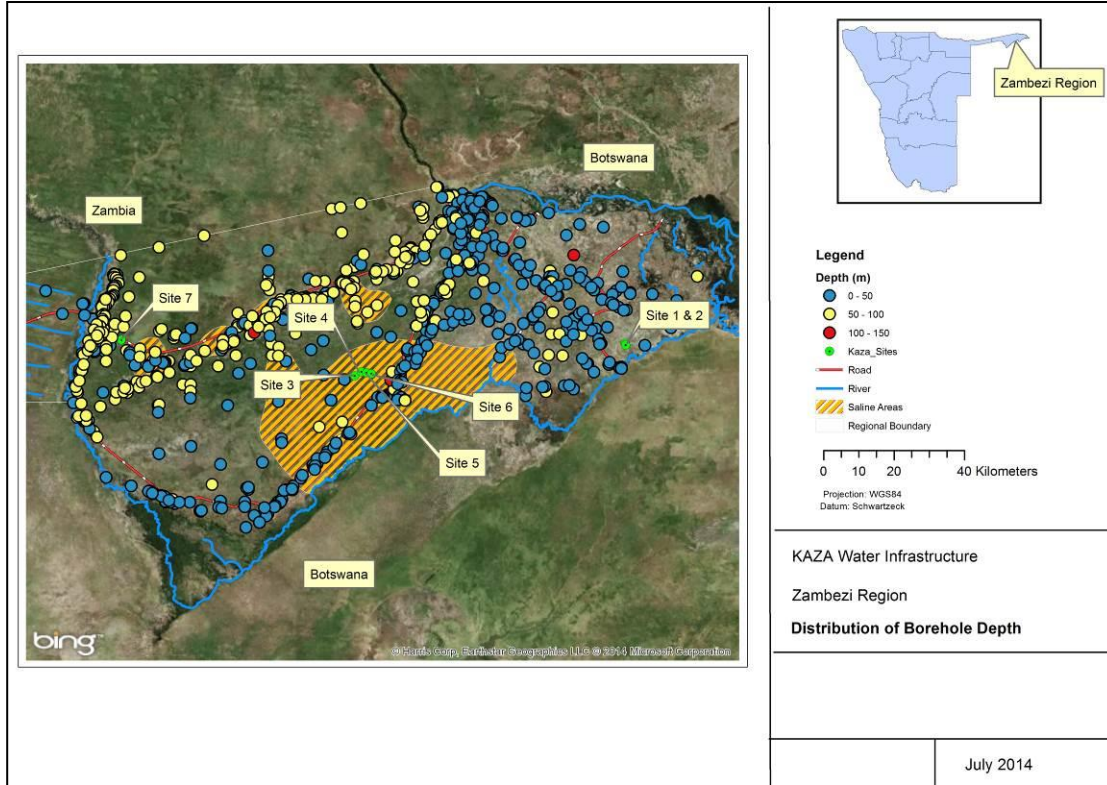 Botswana
Zambia
Site 7
Site 4
Site 1 & 2
Site 3
Site 6
Site 5
Botswana
bing™
© Harris Corp, Earthstar Geographics LLC © 2014 Microsoft Corporation
Zambezi Region
Legend
Depth (m)
0 - 50
50 - 100
100 - 150
Kaza_Sites
Road
River
Saline Areas
Regional Boundary
0 10 20 40 Kilometers
Projection: WGS84
Datum: Schwartzeck
KAZA Water Infrastructure
Zambezi Region
Distribution of Borehole Depth
July 2014